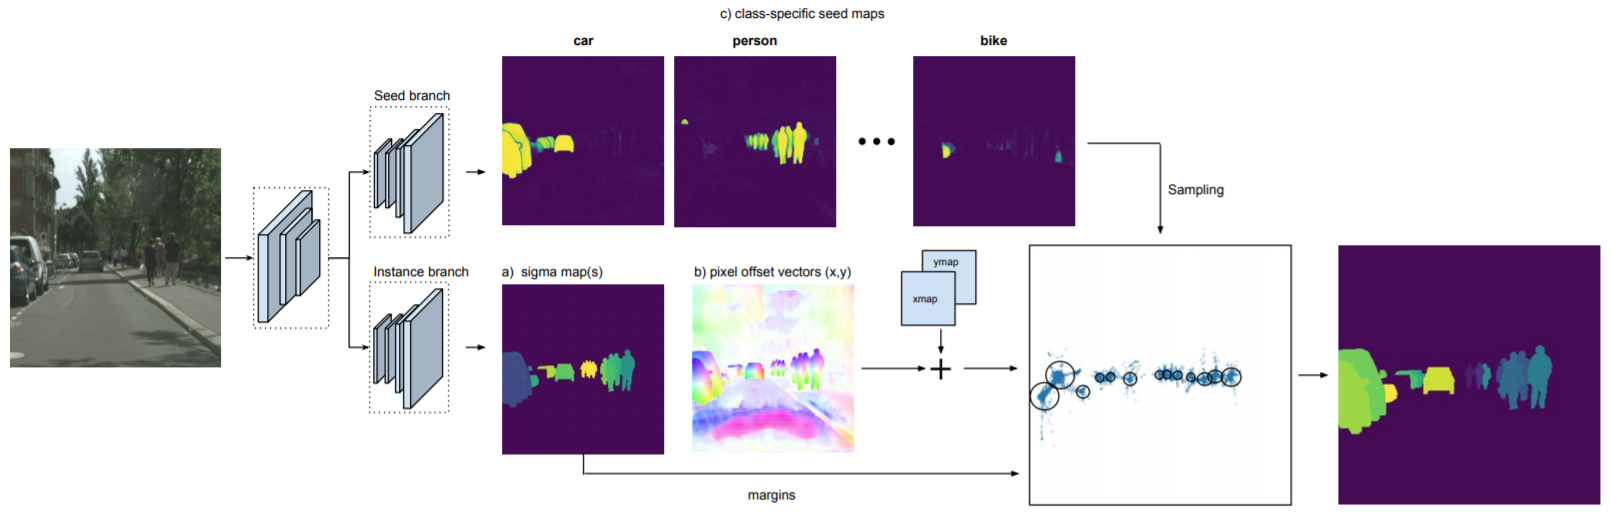 c) class-specific seed maps
car
person
bike
Seed branch
Sampling
Instance branch
a) sigma map(s)
b) pixel offset vectors (x,y)
ymap
xmap
+
margins